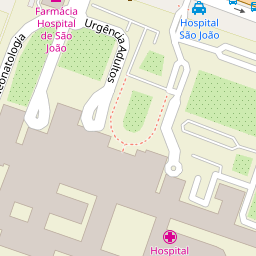 Farmácia
Hospital
de São
João
Urgência Adultos
Hospital
São João
eonatologia
Hospital